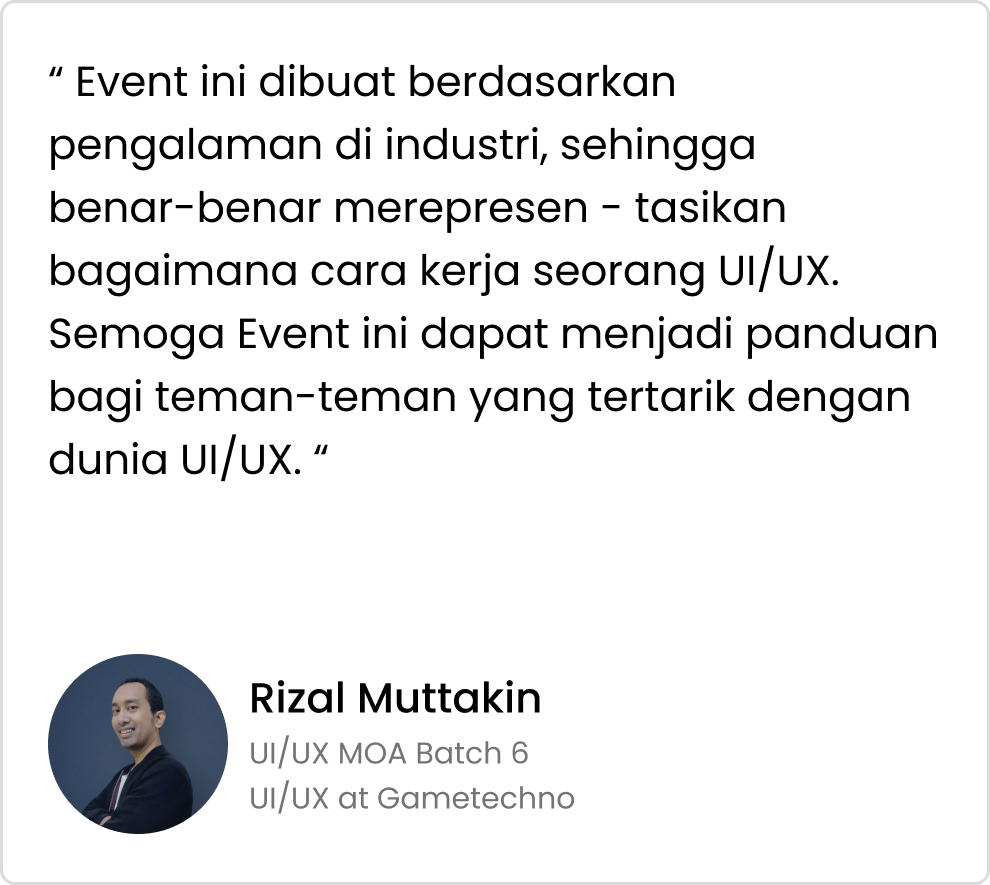 “ Event ini dibuat berdasarkan
pengalaman di industri, sehingga
benar-benar merepresen - tasikan
bagaimana cara kerja seorang UI/UX.
Semoga Event ini dapat menjadi panduan
bagi teman-teman yang tertarik dengan
dunia UI/UX. “
Rizal Muttakin
UI/UX MOA Batch 6
UI/UX at Gametechno